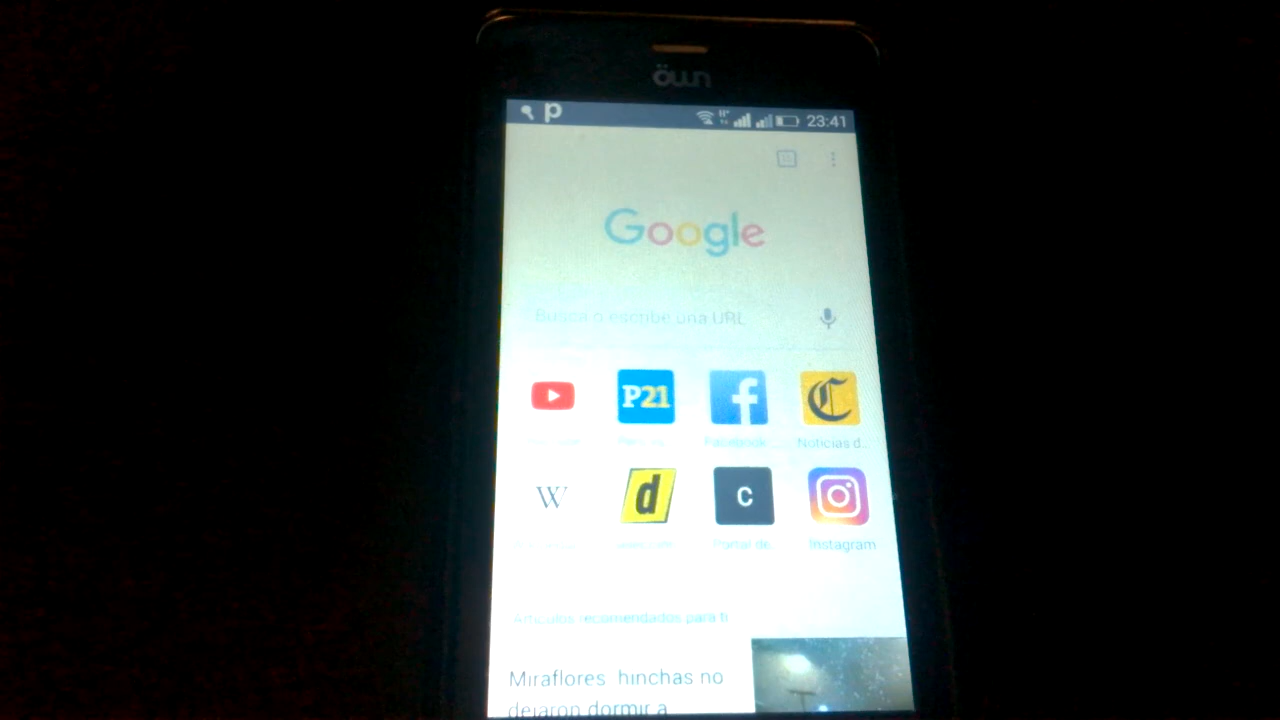 öwn
p
23:41
Google
Busca o escribe una URL
P21
f
C
Facebook
Noticias d...
W
d
C
Portal de
Instagram
Artículos recomendados para ti
Miraflores hinchas no
dejaron dormir a